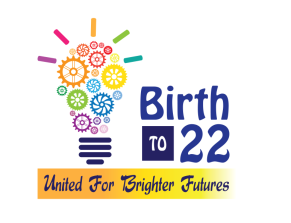 Birth
TO 22
United For Brighter Futures